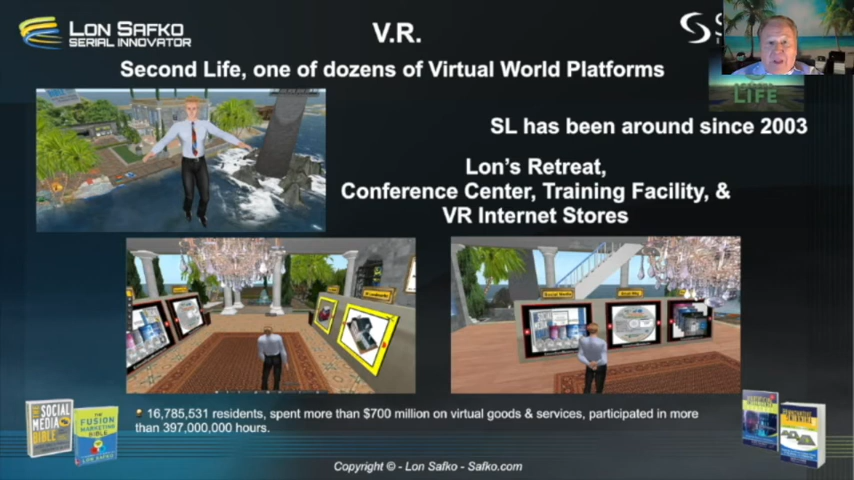 LON SAFKO
SERIAL INNOVATOR
V.R.
S
Second Life, one of dozens of Virtual World Platforms
LIFE
SL has been around since 2003
Lon's Retreat,
Conference Center, Training Facility, &
VR Internet Stores
16,785,531 residents, spent more than $700 million on virtual goods & services, participated in more
than 397,000,000 hours.
THE
SOCIAL
MEDIA
BIBLE
THE
FUSION
MARKETING
BIBLE
LON SAFKO
Copyright © - Lon Safko - Safko.com